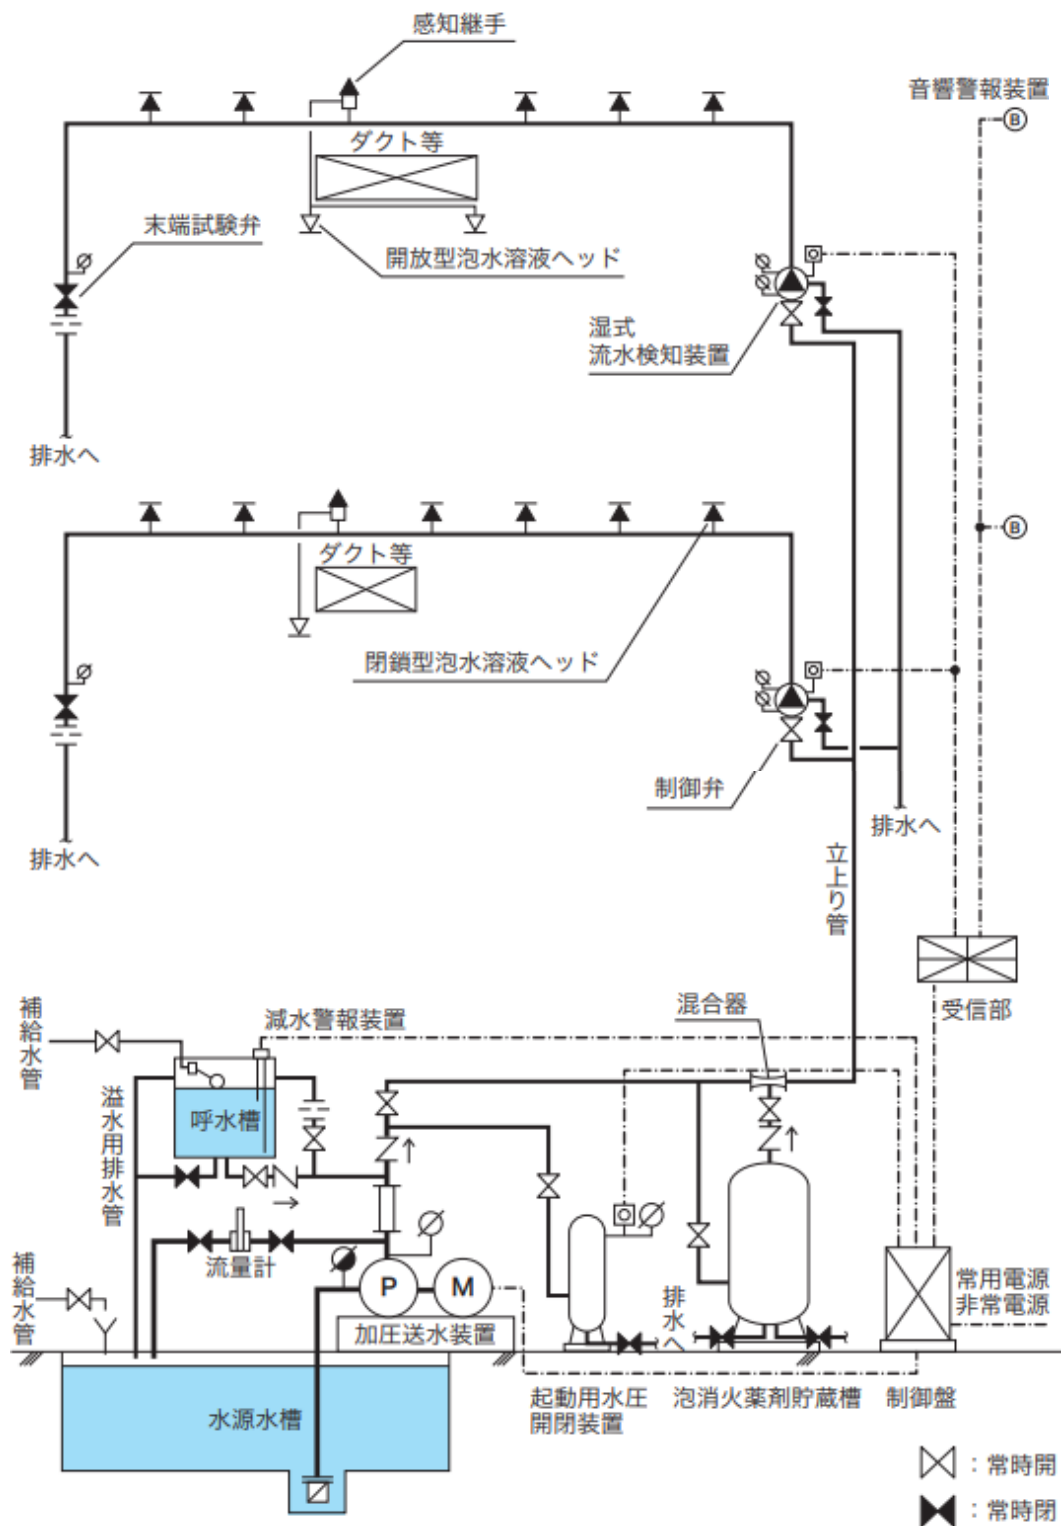 感知継手
音響警報装置
B
ダクト等
末端試験弁
開放型泡水溶液ヘッド
湿式
流水検知装置
排水へ
B
ダクト等
閉鎖型泡水溶液ヘッド
制御弁
排水へ
排水へ
立上り管
受信部
混合器
減水警報装置
補給水管
呼水槽
溢水用排水管
流量計
補給水管
P
M
加圧送水装置
排水へ
常用電源
非常電源
水源水槽
起動用水圧
開閉装置
泡消火薬剤貯蔵槽
制御盤
:常時開
:常時閉